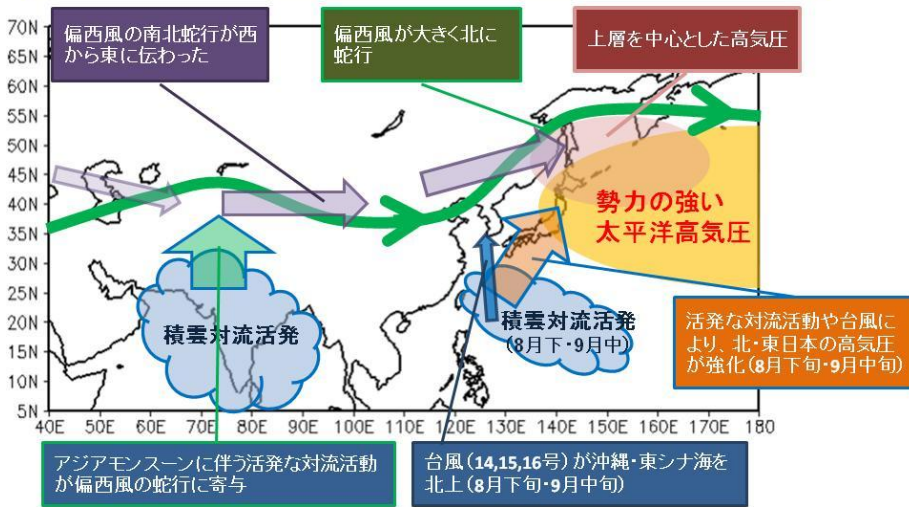 偏西風の南北蛇行が西
から東に伝わった
偏西風が大きく北に
蛇行
上層を中心とした高気圧
70N
65N
60N
55N
50N
45N
40N
35N
30N
25N
20N
15N
10N
5N
勢力の強い
太平洋高気圧
積雲対流活発
積雲対流活発
(8月下・9月中)
活発な対流活動や台風に
より、北・東日本の高気圧
が強化(8月下旬・9月中旬)
40E 50E 60E 70E 80E 90E 100E 110E 120E 130E 140E 150E 160E 170E 180
アジアモンスーンに伴う活発な対流活動
が偏西風の蛇行に寄与
台風(14,15,16号)が沖縄・東シナ海を
北上(8月下旬・9月中旬)